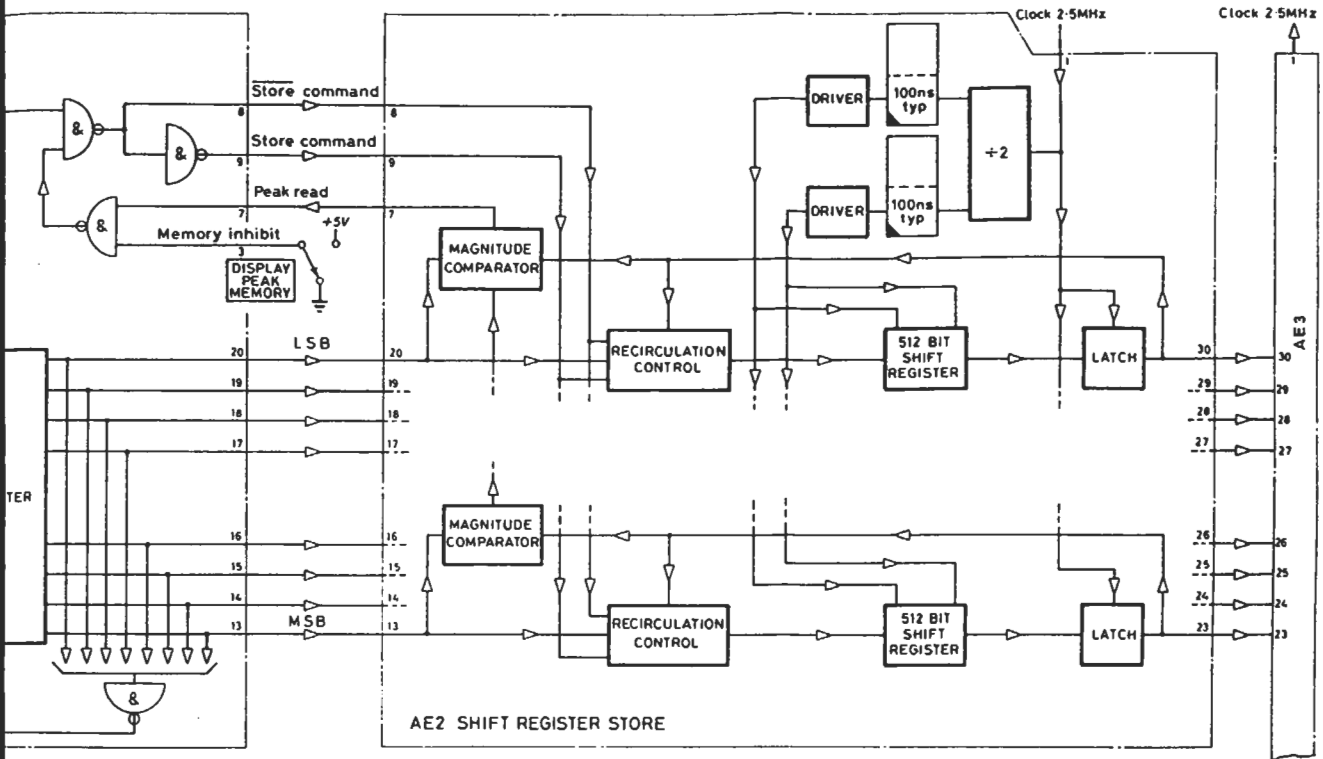 Clock 2·5MHz
Clock 2·5MHz
1
1
Store command
8
8
DRIVER
100ns
typ
÷2
&
&
Store command
9
9
Peak read
7
7
&
+5V
Memory inhibit
3
DISPLAY
PEAK
MEMORY
DRIVER
100ns
typ
MAGNITUDE
COMPARATOR
AE3
LSB
20
20
RECIRCULATION
CONTROL
512 BIT
SHIFT
REGISTER
LATCH
30
30
19
19
29
29
18
18
28
28
17
17
27
27
TER
MAGNITUDE
COMPARATOR
16
16
26
26
15
15
25
25
14
14
24
24
MSB
13
13
RECIRCULATION
CONTROL
512 BIT
SHIFT
REGISTER
LATCH
23
23
&
AE2 SHIFT REGISTER STORE